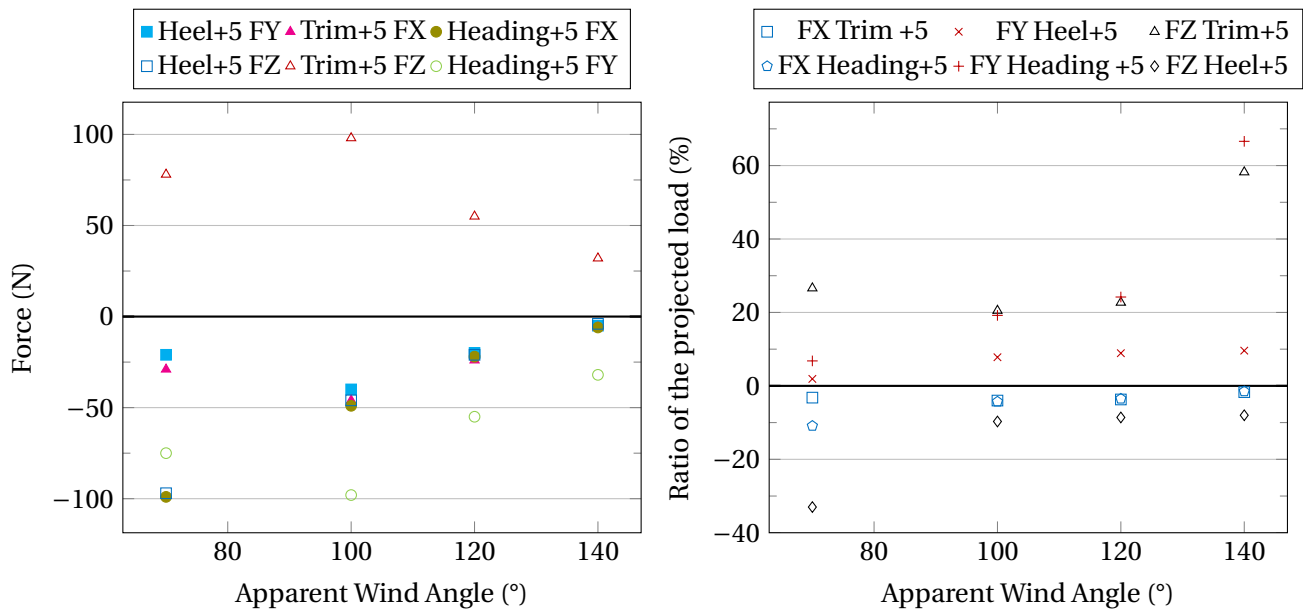 Heel+5 FY Trim+5 FX Heading+5 FX
Heel+5 FZ Trim+5 FZ Heading+5 FY
100
50
0
−50
−100
80 100 120 140
Force (N)
Apparent Wind Angle (°)
FX Trim +5 FY Heel+5 FZ Trim+5
FX Heading+5 FY Heading +5 FZ Heel+5
60
40
20
0
−20
−40
80 100 120 140
Ratio of the projected load (%)
Apparent Wind Angle (°)